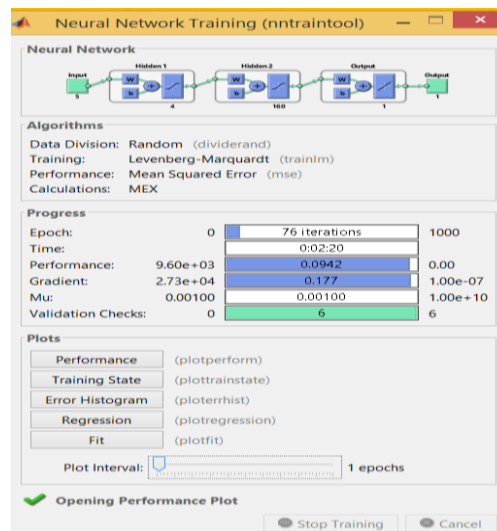 Neural Network Training (nntraintool)
Neural Network
Hidden 1 Hidden 2 Output
Input Output
W W W
b b b
5 4 160 1 1
Algorithms
Data Division: Random (dividerand)
Training: Levenberg-Marquardt (trainlm)
Performance: Mean Squared Error (mse)
Calculations: MEX
Progress
Epoch: 0 76 iterations 1000
Time: 0:02:20
Performance: 9.60e+03 0.0942 0.00
Gradient: 2.73e+04 0.177 1.00e-07
Mu: 0.00100 0.00100 1.00e+10
Validation Checks: 0 6 6
Plots
Performance (plotperform)
Training State (plottrainstate)
Error Histogram (ploterrhist)
Regression (plotregression)
Fit (plotfit)
Plot Interval: 1 epochs
Opening Performance Plot
Stop Training Cancel